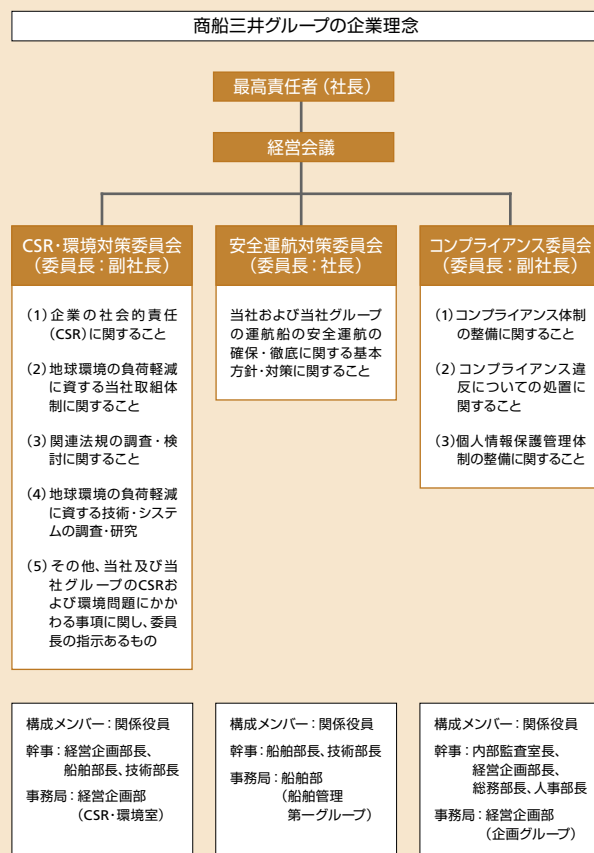 商船三井グループの企業理念
最高責任者（社長）
経営会議
CSR・環境対策委員会
（委員長：副社長）
（1）企業の社会的責任
（CSR）に関すること
（2）地球環境の負荷軽減
に資する当社取組体
制に関すること
（3）関連法規の調査・検
討に関すること
（4）地球環境の負荷軽減
に資する技術・システ
ムの調査・研究
（5）その他、当社及び当
社グループのCSRお
よび環境問題にかか
わる事項に関し、委員
長の指示あるもの
構成メンバー：関係役員
幹事：経営企画部長、
船舶部長、技術部長
事務局：経営企画部
（CSR・環境室）
安全運航対策委員会
（委員長：社長）
当社および当社グループ
の運航船の安全運航の
確保・徹底に関する基本
方針・対策に関すること
構成メンバー：関係役員
幹事：船舶部長、技術部長
事務局：船舶部
（船舶管理
第一グループ）
コンプライアンス委員会
（委員長：副社長）
（1）コンプライアンス体制
の整備に関すること
（2）コンプライアンス違
反についての処置に
関すること
（3）個人情報保護管理体
制の整備に関すること
構成メンバー：関係役員
幹事：内部監査室長、
経営企画部長、
総務部長、人事部長
事務局：経営企画部
（企画グループ）